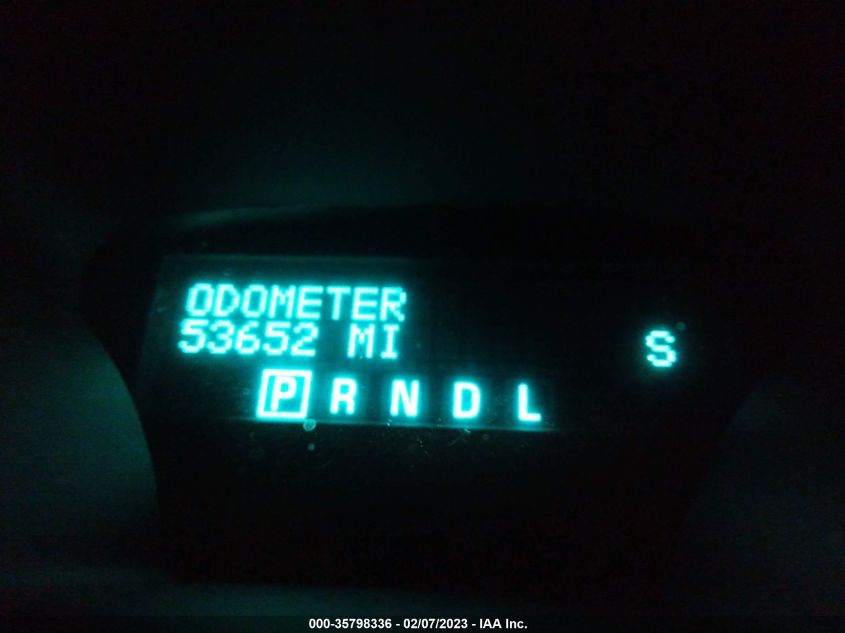 ODOMETER
53652 MI
S
P R N D L
000-35798336 - 02/07/2023 - IAA Inc.